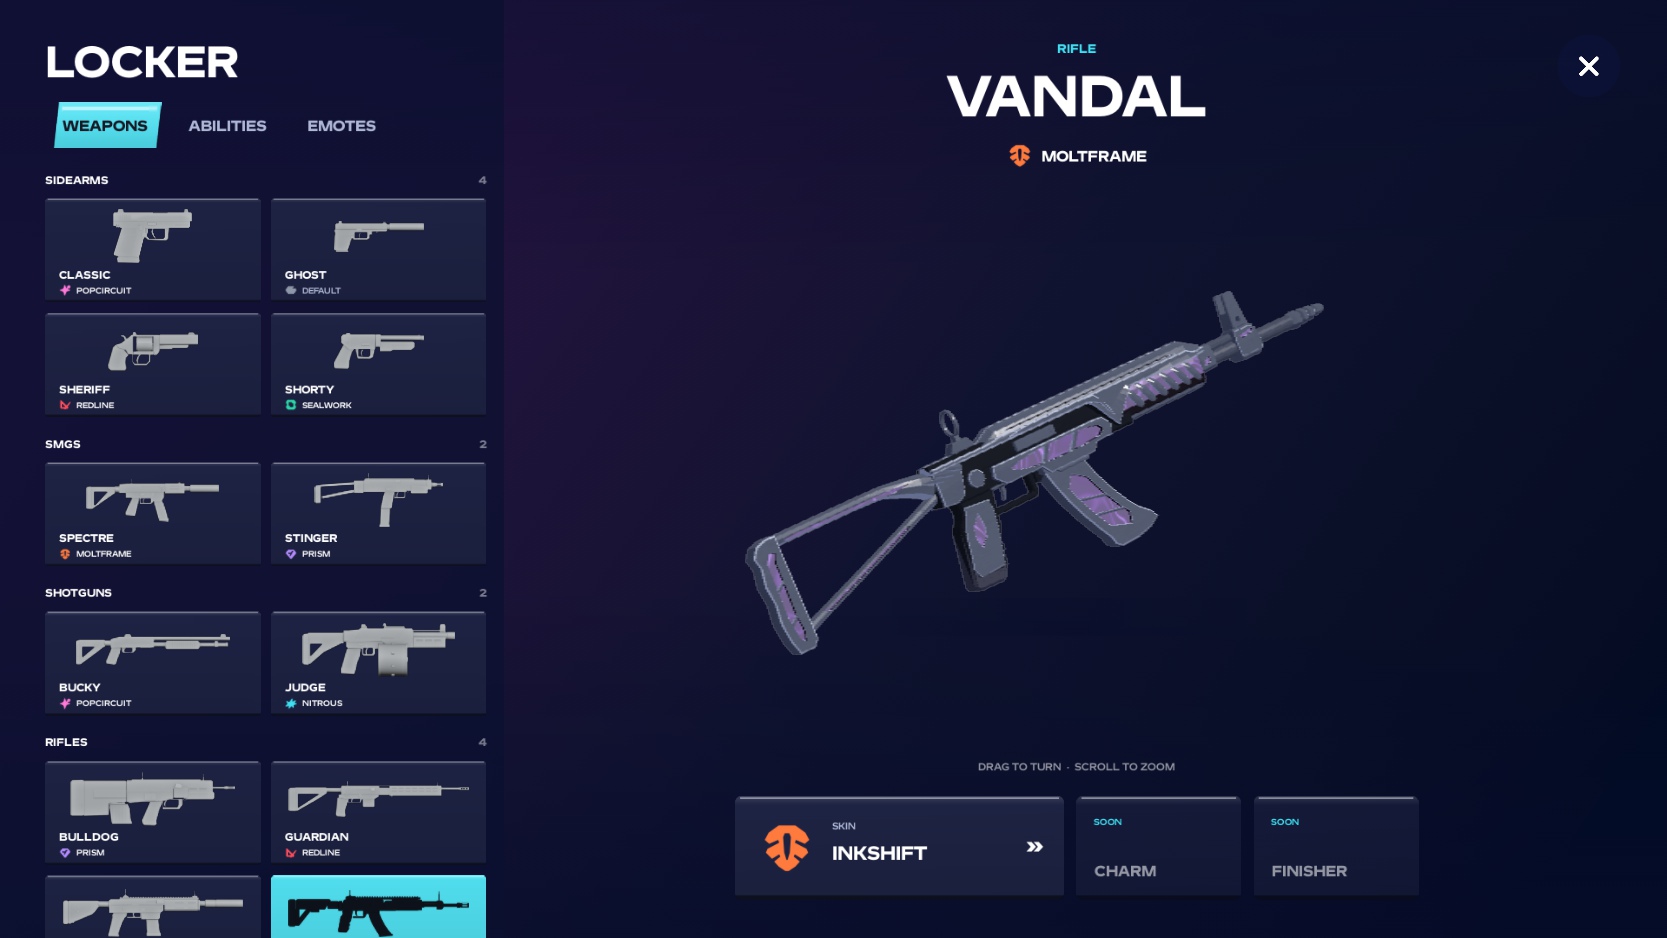 LOCKER
WEAPONS
ABILITIES
EMOTES
SIDEARMS
4
CLASSIC
POPCIRCUIT
GHOST
DEFAULT
SHERIFF
REDLINE
SHORTY
SEALWORK
SMGS
2
SPECTRE
MOLTFRAME
STINGER
PRISM
SHOTGUNS
2
BUCKY
POPCIRCUIT
JUDGE
NITROUS
RIFLES
4
BULLDOG
PRISM
GUARDIAN
REDLINE
RIFLE
VANDAL
MOLTFRAME
DRAG TO TURN · SCROLL TO ZOOM
SKIN
INKSHIFT
SOON
CHARM
SOON
FINISHER